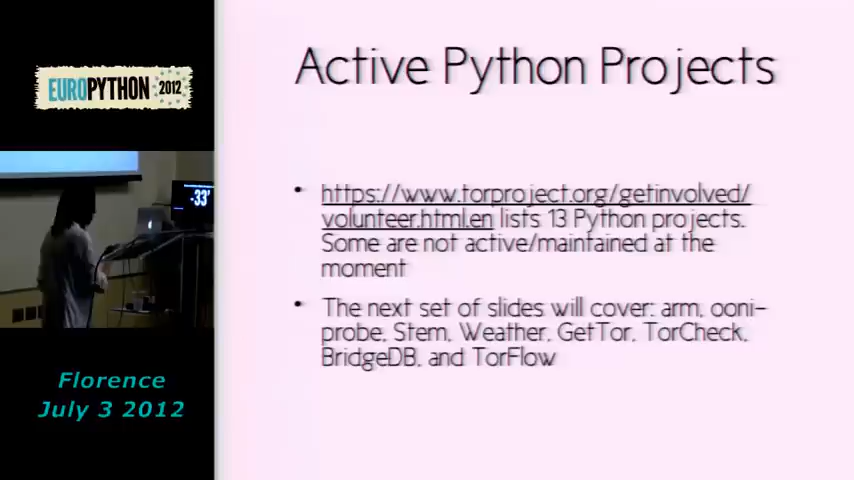 EUROPYTHON 2012
-33'
Florence
July 3 2012
Active Python Projects
• https://www.torproject.org/getinvolved/
volunteer.html.en lists 13 Python projects.
Some are not active/maintained at the
moment
• The next set of slides will cover: arm, ooni-
probe, Stem, Weather, GetTor, TorCheck,
BridgeDB, and TorFlow